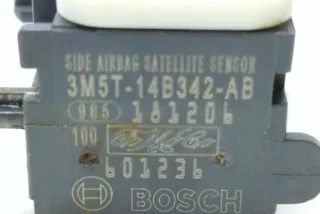 SIDE AIRBAG SATELLITE SENSOR
3M5T-14B342-AB
965 181206
100
601236
BOSCH